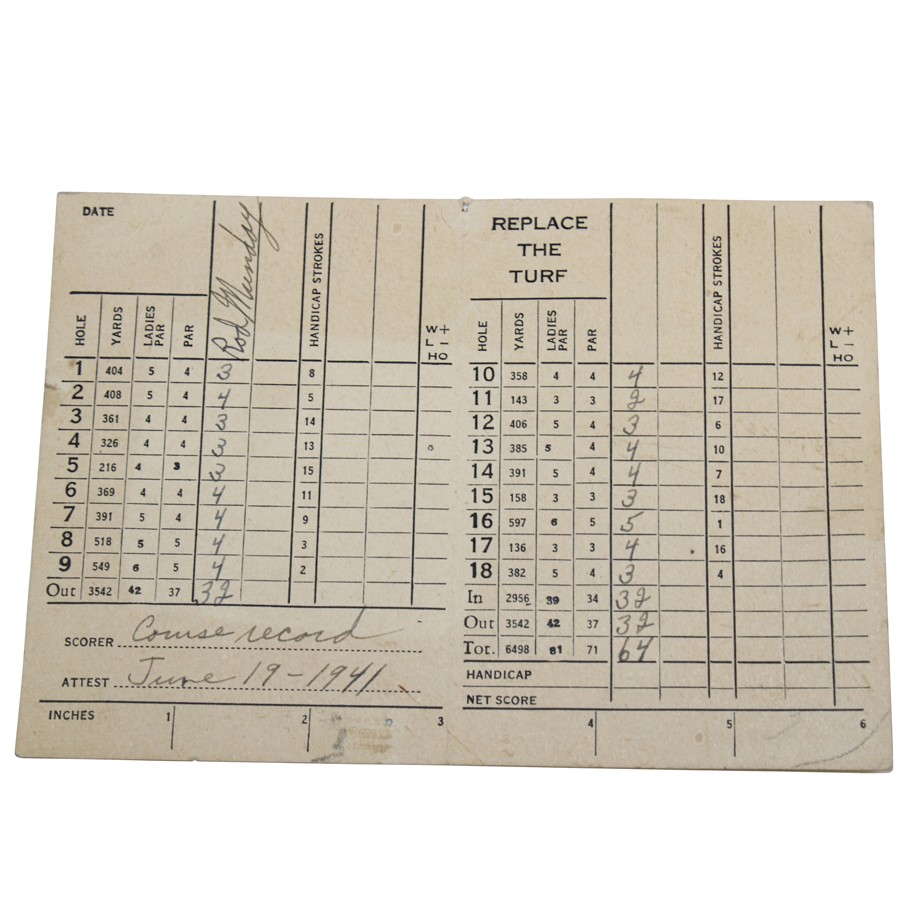 DATE
Rod Munday
HANDICAP STROKES
HOLE YARDS LADIES PAR PAR
W + L – H O
1 404 5 4 3 8
2 408 5 4 4 5
3 361 4 4 3 14
4 326 4 4 3 13 o
5 216 4 3 3 15
6 369 4 4 4 11
7 391 5 4 4 9
8 518 5 5 4 3
9 549 6 5 4 2
Out 3542 42 37 32
SCORER Course record
ATTEST June 19-1941
REPLACE
THE
TURF
HANDICAP STROKES
HOLE YARDS LADIES PAR PAR
W + L – H O
10 358 4 4 4 12
11 143 3 3 2 17
12 406 5 4 3 6
13 385 5 4 4 10
14 391 5 4 4 7
15 158 3 3 3 18
16 597 6 5 5 1
17 136 3 3 4 16
18 382 5 4 3 4
In 2956 39 34 32
Out 3542 42 37 32
Tot. 6498 81 71 64
HANDICAP
NET SCORE
INCHES 1 2 3 4 5 6